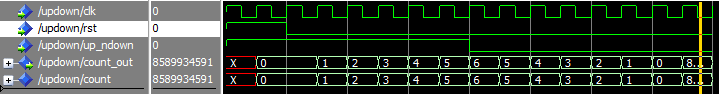 /updown/clk 0
/updown/rst 0
/updown/up_ndown 0
/updown/count_out 8589934591 X 0 1 2 3 4 5 6 5 4 3 2 1 0 8...
/updown/count 8589934591 X 0 1 2 3 4 5 6 5 4 3 2 1 0 8...